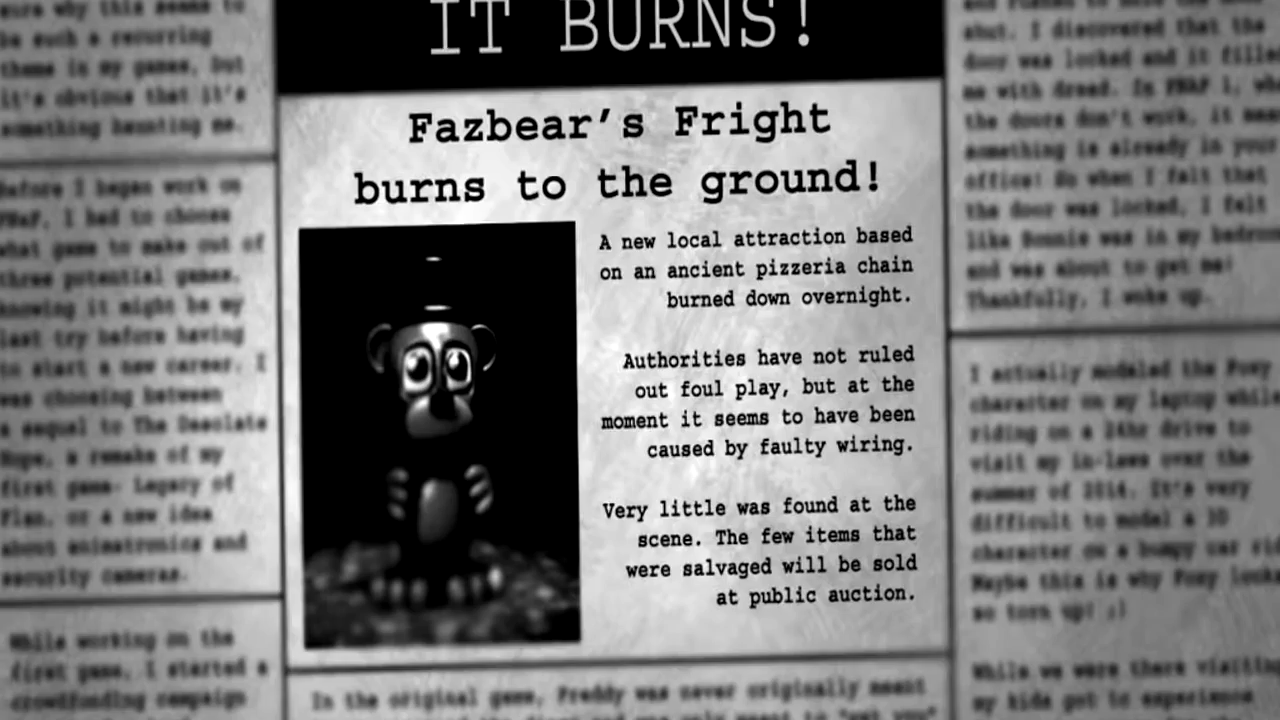 IT BURNS!
Fazbear's Fright
burns to the ground!
A new local attraction based
on an ancient pizzeria chain
burned down overnight.
Authorities have not ruled
out foul play, but at the
moment it seems to have been
caused by faulty wiring.
Very little was found at the
scene. The few items that
were salvaged will be sold
at public auction.
be such a recurring
theme in my games, but
it's obvious that it's
something haunting me.
Before I began work on
FNaF, I had to choose
what game to make out of
three potential games,
knowing it might be my
last try before having
to start a new career. I
was choosing between
a sequel to The Desolate
Hope, a remake of my
first game- Legacy of
Flan, or a new idea
about animatronics and
security cameras.
While working on the
first game, I started a
crowdfunding campaign
In the original game, Freddy was never originally meant
shut. I discovered that the
door was locked and it filled
me with dread. In FNAF 1, when
the doors don't work, it means
something is already in your
office! So when I felt that
the door was locked, I felt
like Bonnie was in my bedroom
and was about to get me!
Thankfully, I woke up.
I actually modeled the Foxy
character on my laptop while
riding on a 24hr drive to
visit my in-laws over the
summer of 2014. It's very
difficult to model a 3D
character on a bumpy car ride
Maybe this is why Foxy looks
so torn up! ;)
While we were there visiting
my kids got to experience